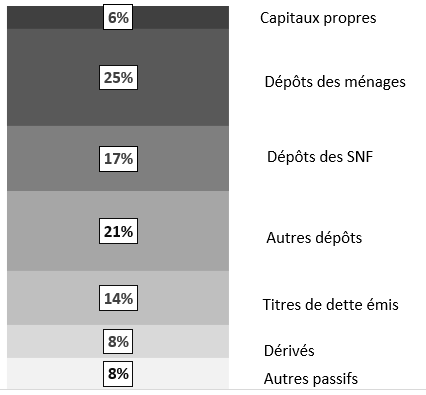 6% Capitaux propres
25% Dépôts des ménages
17% Dépôts des SNF
21% Autres dépôts
14% Titres de dette émis
8% Dérivés
8% Autres passifs